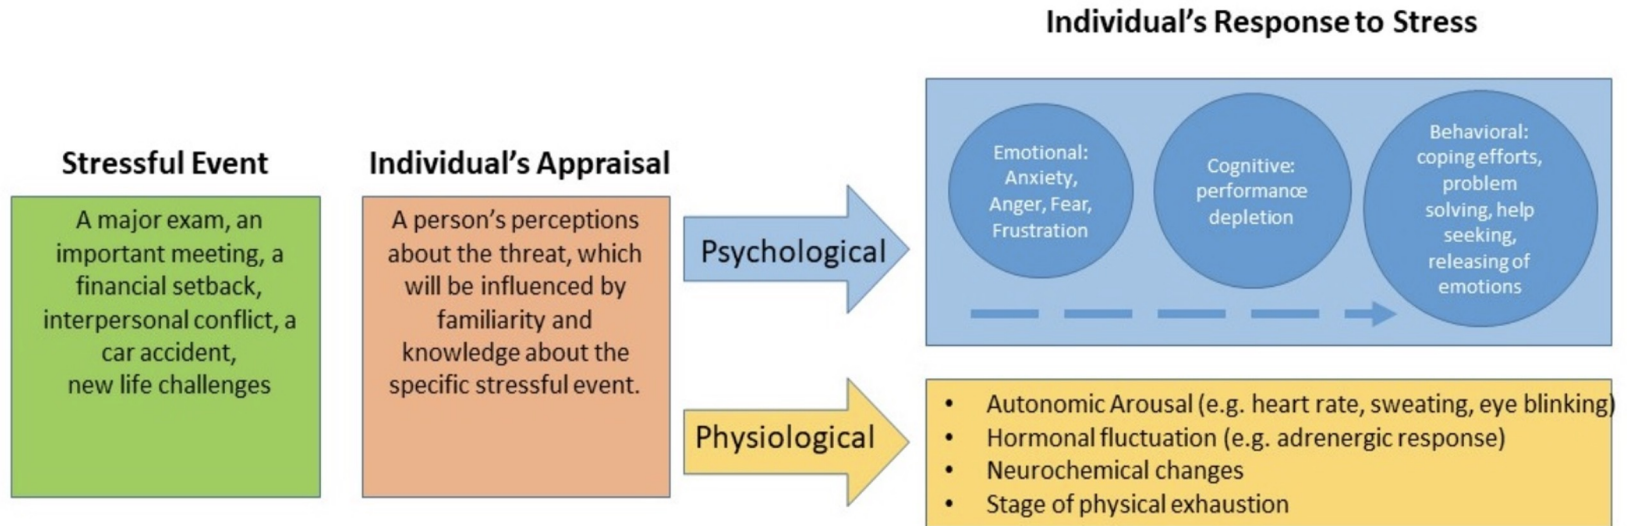 Individual's Response to Stress
Stressful Event
A major exam, an
important meeting, a
financial setback,
interpersonal conflict, a
car accident,
new life challenges
Individual's Appraisal
A person's perceptions
about the threat, which
will be influenced by
familiarity and
knowledge about the
specific stressful event.
Psychological
Emotional:
Anxiety,
Anger, Fear,
Frustration
Cognitive:
performance
depletion
Behavioral:
coping efforts,
problem
solving, help
seeking,
releasing of
emotions
Physiological
• Autonomic Arousal (e.g. heart rate, sweating, eye blinking)
• Hormonal fluctuation (e.g. adrenergic response)
• Neurochemical changes
• Stage of physical exhaustion